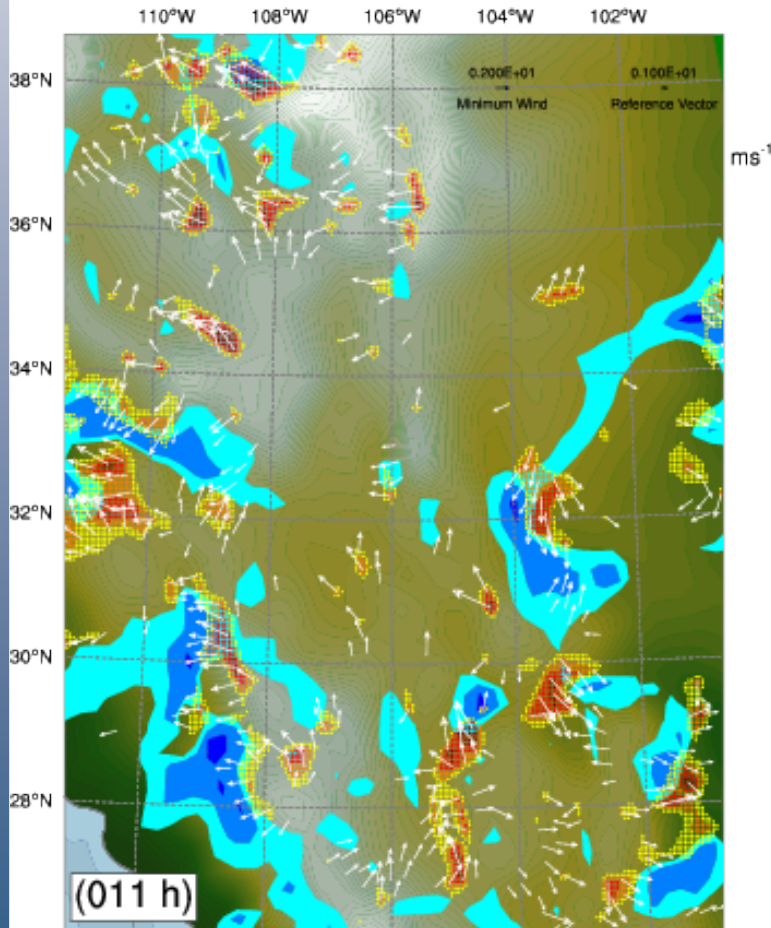 110°W 108°W 106°W 104°W 102°W
38°N
0.200E+01 0.100E+01
Minimum Wind Reference Vector
ms-1
36°N
34°N
32°N
30°N
28°N
(011 h)